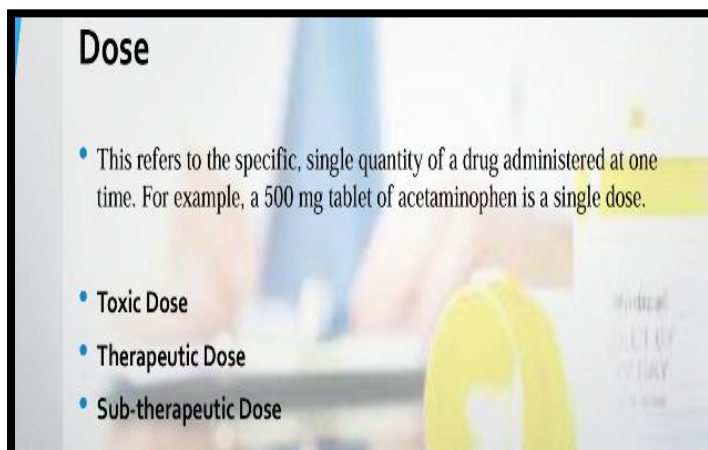 Dose
• This refers to the specific, single quantity of a drug administered at one
time. For example, a 500 mg tablet of acetaminophen is a single dose.
• Toxic Dose
• Therapeutic Dose
• Sub-therapeutic Dose